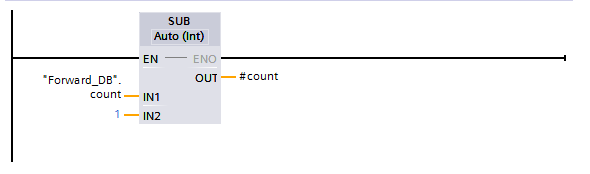 SUB
Auto (Int)
EN ENO
"Forward_DB".
OUT #count
count IN1
1 IN2